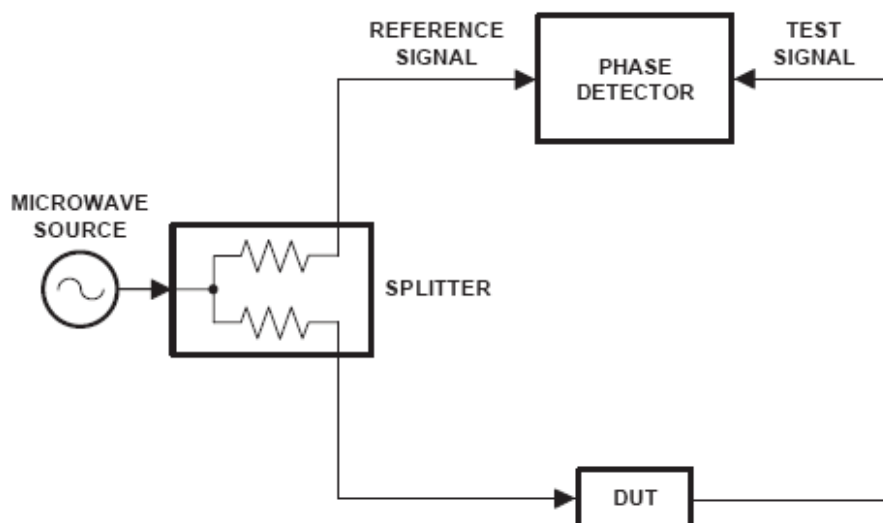 REFERENCE
SIGNAL
PHASE
DETECTOR
TEST
SIGNAL
MICROWAVE
SOURCE
SPLITTER
DUT